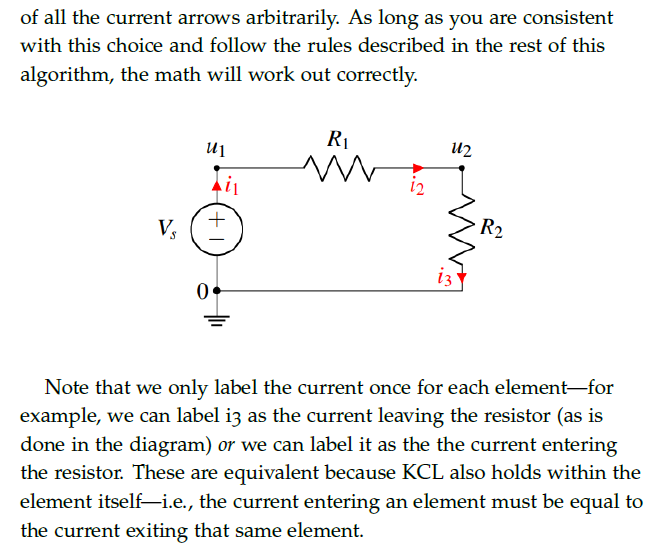 of all the current arrows arbitrarily. As long as you are consistent
with this choice and follow the rules described in the rest of this
algorithm, the math will work out correctly.
u1
R1
u2
i1
i2
Vs
+
−
R2
i3
0
Note that we only label the current once for each element—for
example, we can label i3 as the current leaving the resistor (as is
done in the diagram) or we can label it as the the current entering
the resistor. These are equivalent because KCL also holds within the
element itself—i.e., the current entering an element must be equal to
the current exiting that same element.